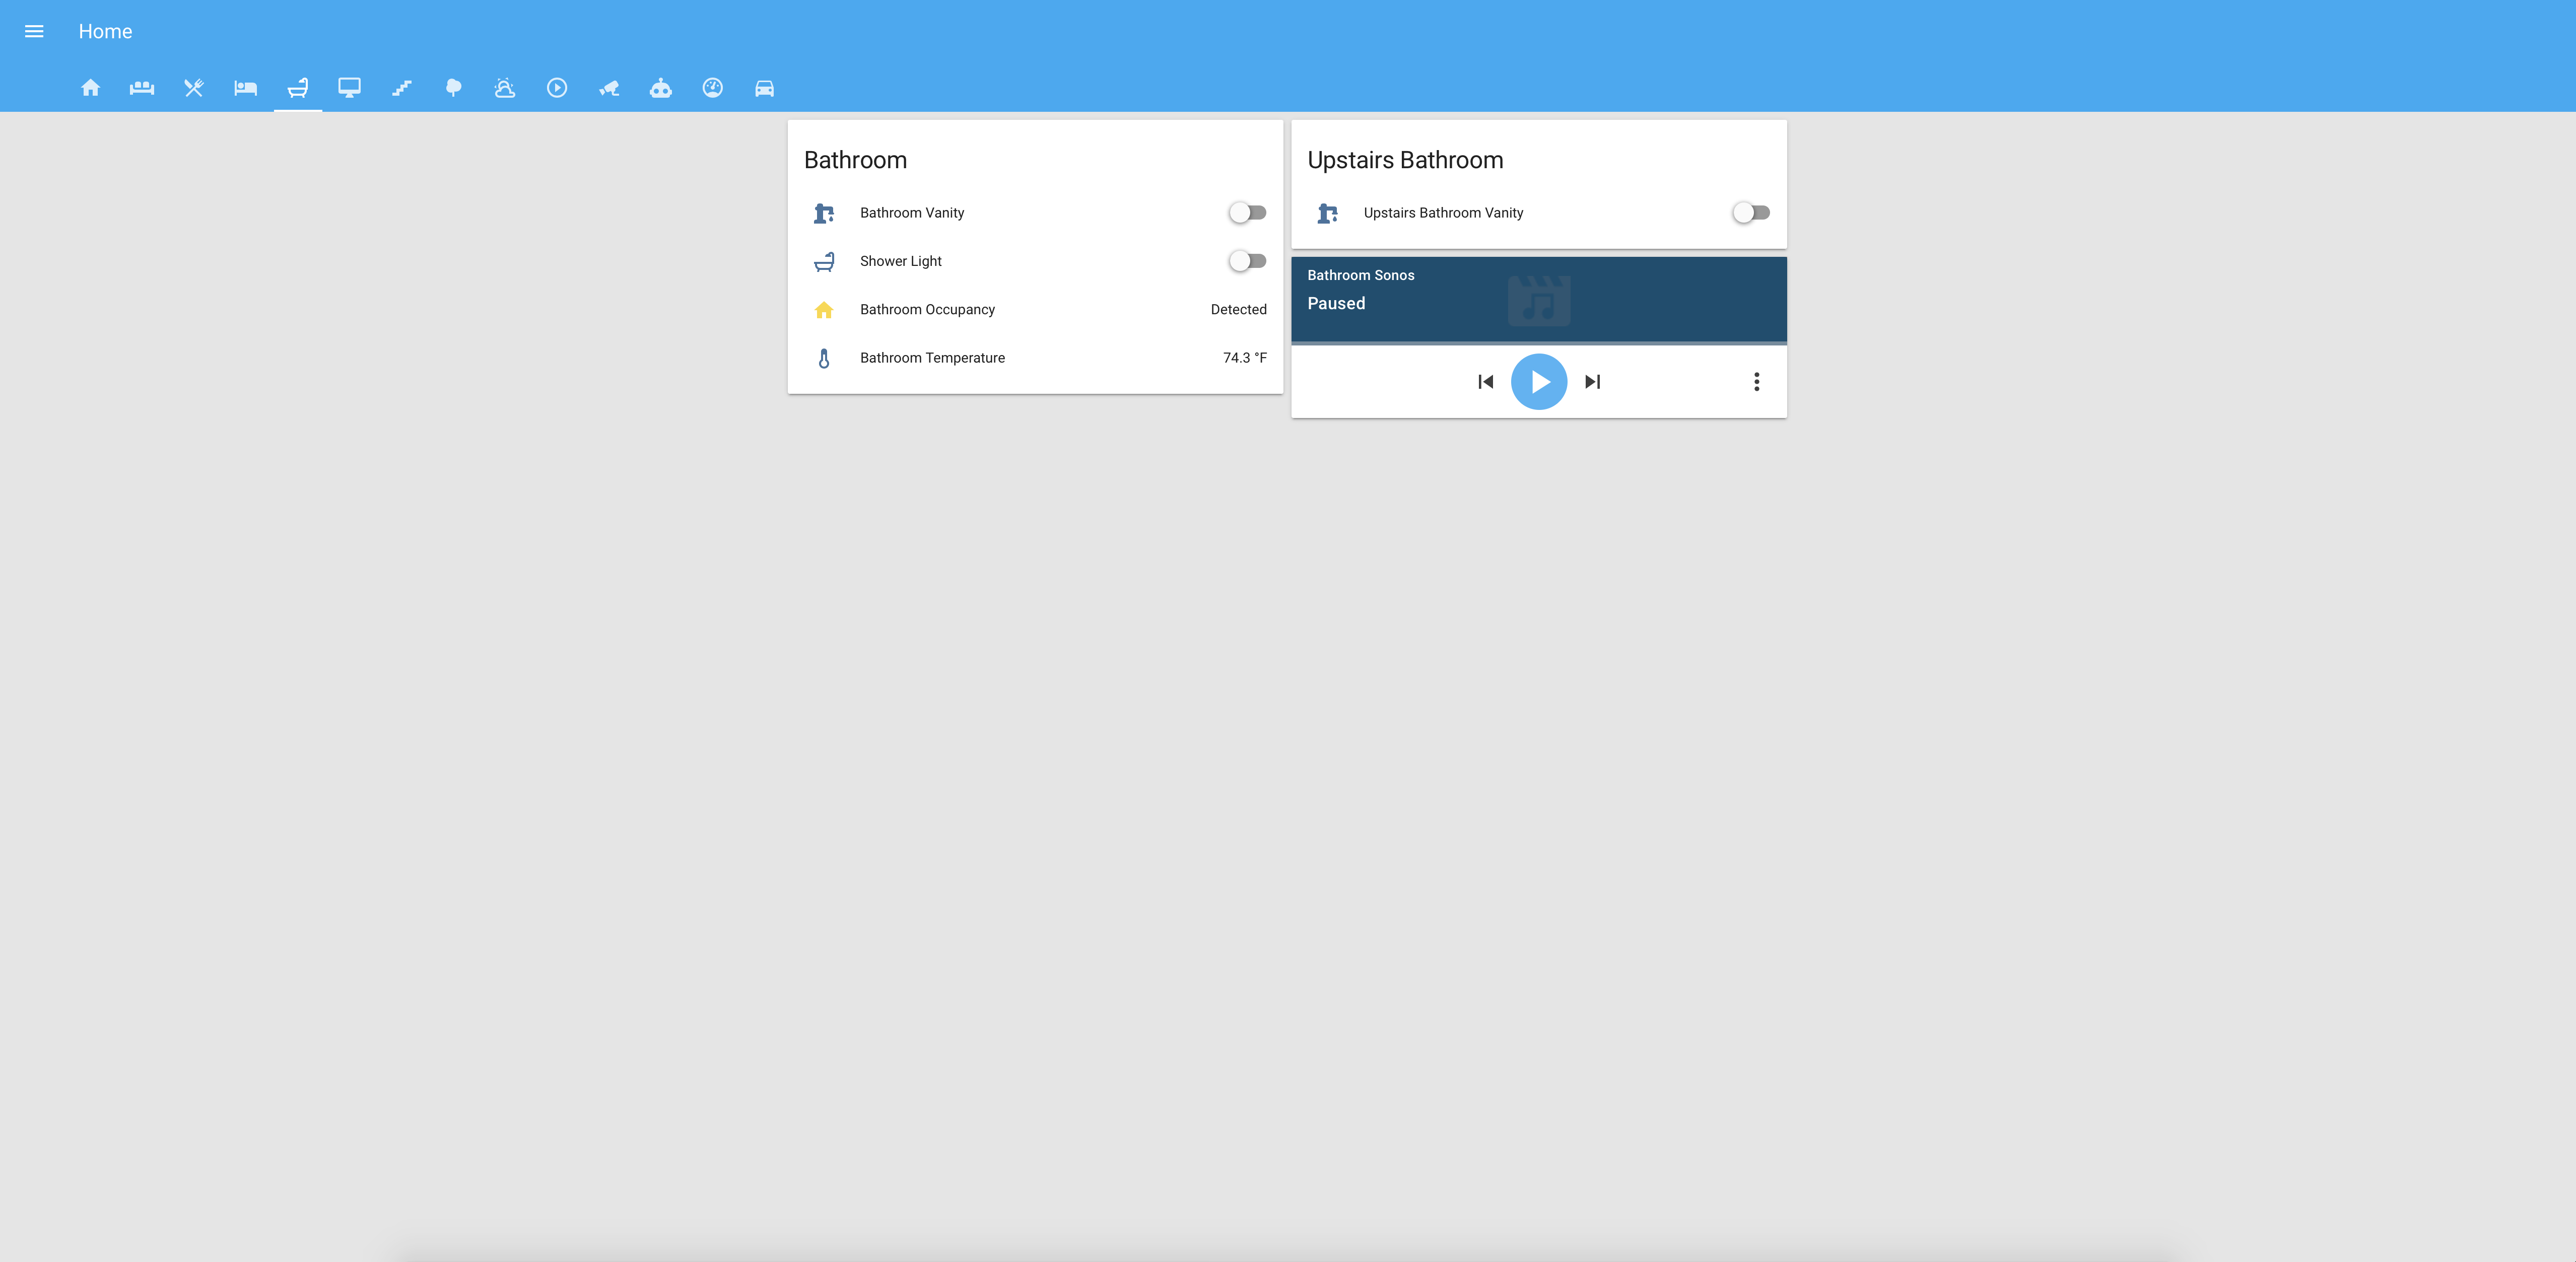 Home
Bathroom
Bathroom Vanity
Shower Light
Bathroom Occupancy Detected
Bathroom Temperature 74.3 °F
Upstairs Bathroom
Upstairs Bathroom Vanity
Bathroom Sonos
Paused